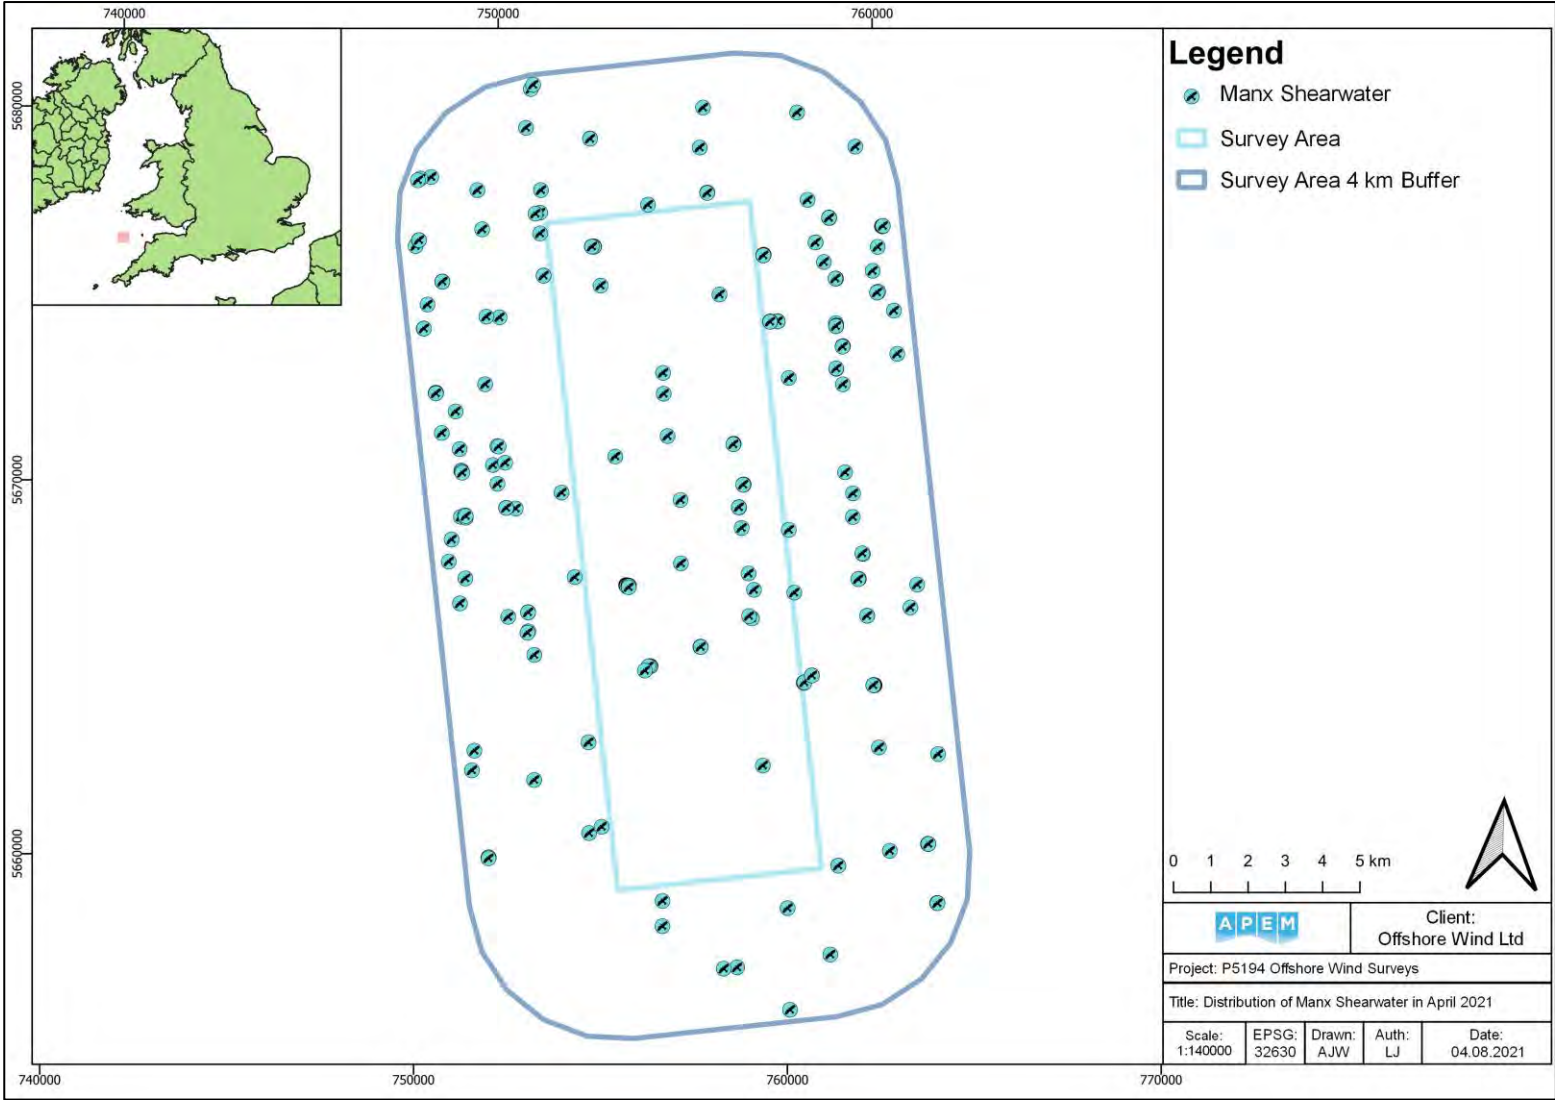 740000
750000
760000
5680000
5670000
5660000
Legend
Manx Shearwater
Survey Area
Survey Area 4 km Buffer
0 1 2 3 4 5 km
APEM
Client:
Offshore Wind Ltd
Project: P5194 Offshore Wind Surveys
Title: Distribution of Manx Shearwater in April 2021
Scale:
1:140000
EPSG:
32630
Drawn:
AJW
Auth:
LJ
Date:
04.08.2021
740000
750000
760000
770000